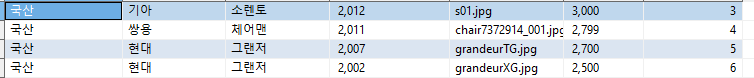 국산 기아 소렌토 2,012 s01.jpg 3,000 3
국산 쌍용 체어맨 2,011 chair7372914_001.jpg 2,799 4
국산 현대 그랜저 2,007 grandeurTG.jpg 2,700 5
국산 현대 그랜저 2,002 grandeurXG.jpg 2,500 6